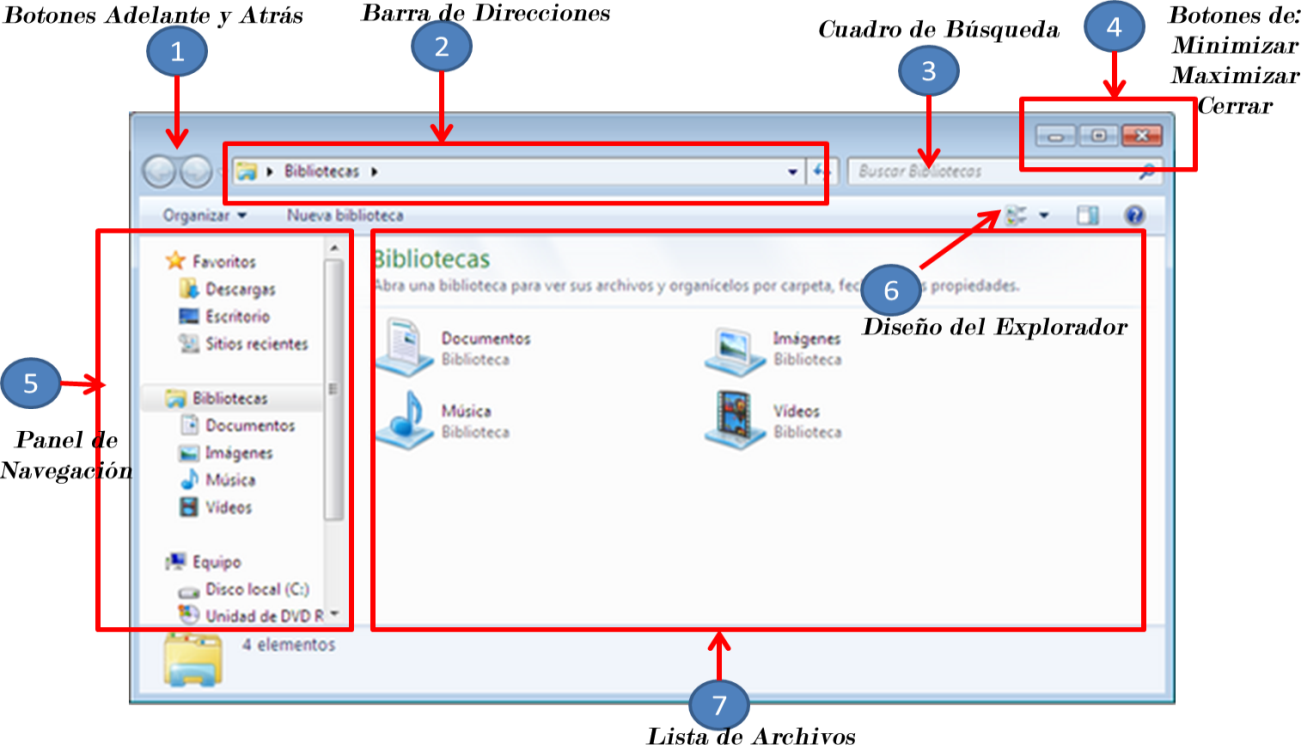 Botones Adelante y Atrás
1
Barra de Direcciones
2
Cuadro de Búsqueda
3
4
Botones de:
Minimizar
Maximizar
Cerrar
Bibliotecas
Buscar Bibliotecas
Organizar
Nueva biblioteca
5
Panel de
Navegación
Favoritos
Descargas
Escritorio
Sitios recientes
Bibliotecas
Documentos
Imágenes
Música
Vídeos
Equipo
Disco local (C:)
Unidad de DVD R
Bibliotecas
Abra una biblioteca para ver sus archivos y organícelos por carpeta, propiedades.
6
Diseño del Explorador
Documentos
Biblioteca
Imágenes
Biblioteca
Música
Biblioteca
Vídeos
Biblioteca
4 elementos
7
Lista de Archivos